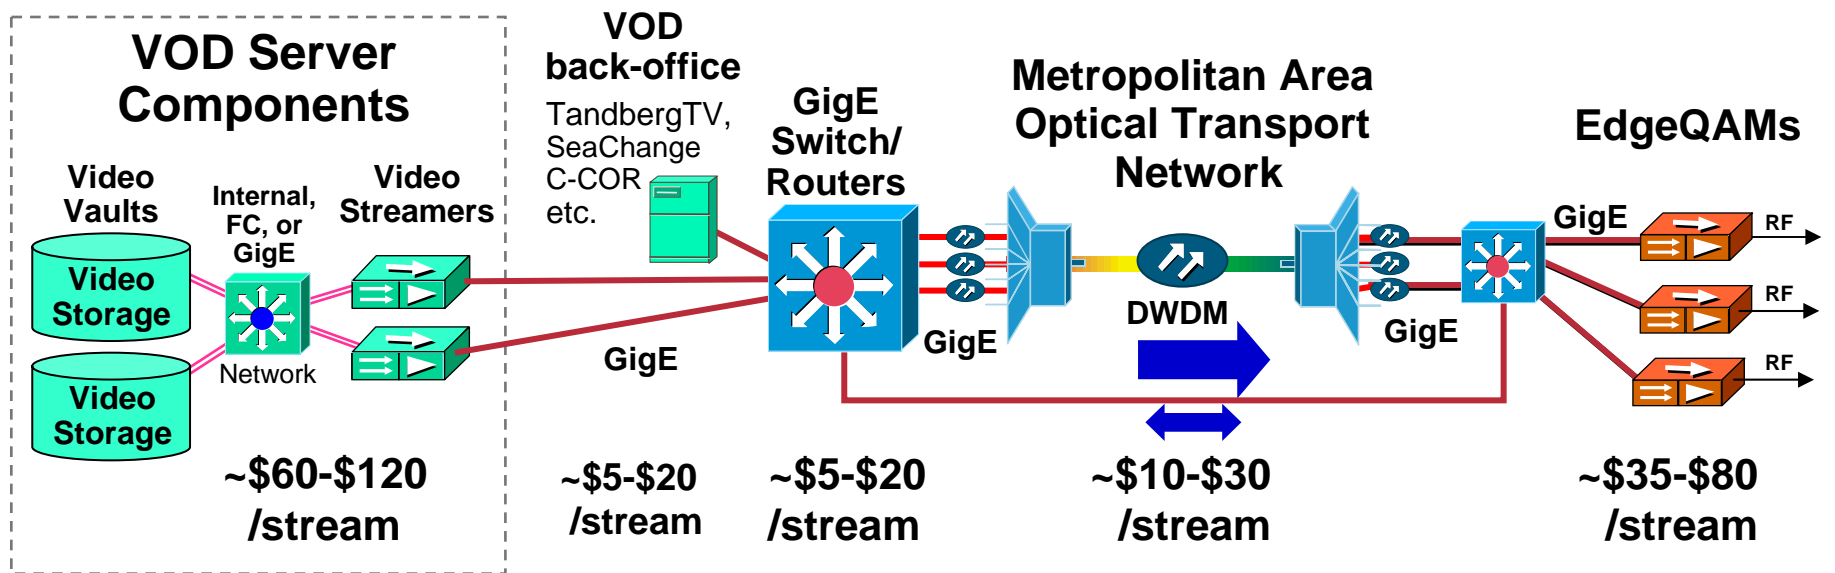 VOD Server
Components
Video
Vaults
Internal,
FC, or
GigE
Video
Streamers
Video
Storage
Network
Video
Storage
~$60-$120
/stream
VOD
back-office
TandbergTV,
SeaChange
C-COR
etc.
GigE
~$5-$20
/stream
GigE
Switch/
Routers
GigE
~$5-$20
/stream
Metropolitan Area
Optical Transport
Network
DWDM
GigE
~$10-$30
/stream
EdgeQAMs
GigE
RF
RF
RF
~$35-$80
/stream